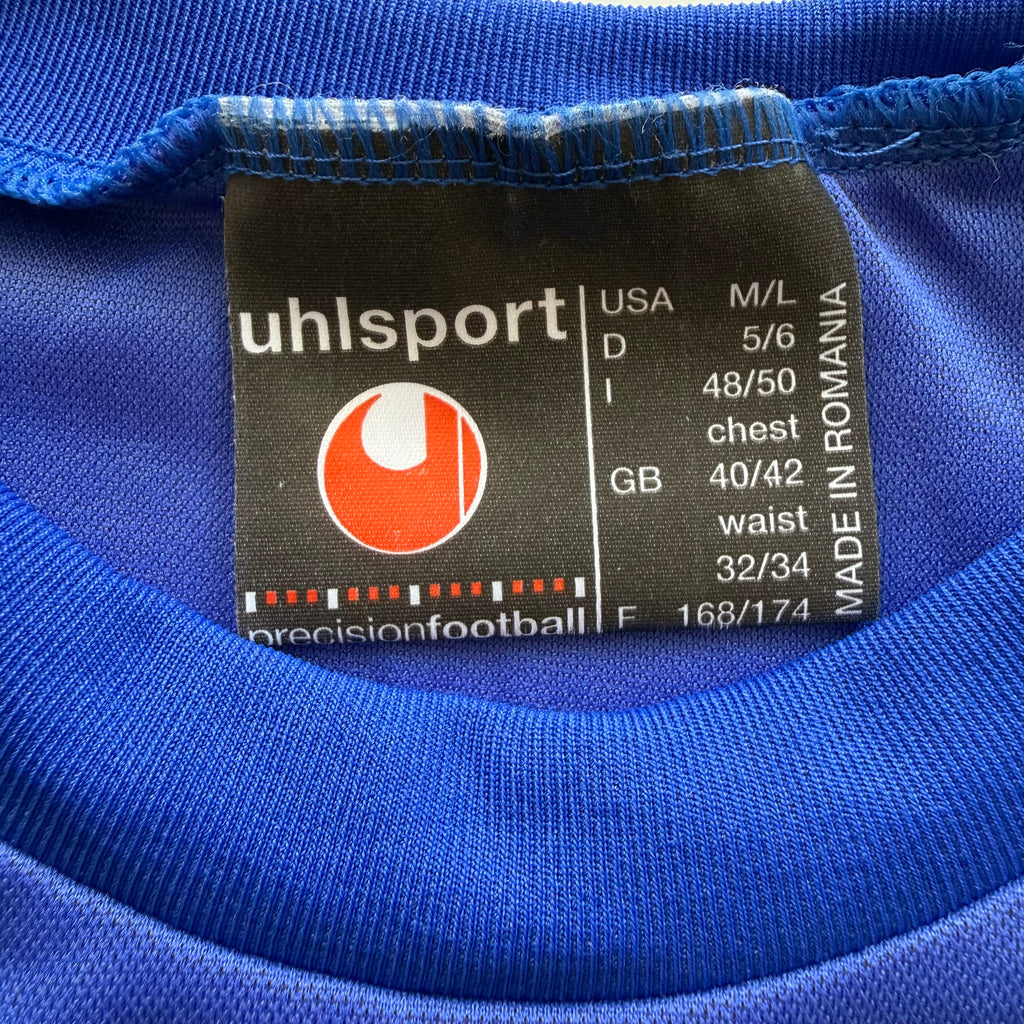 uhlsport
precisionfootball
USA M/L
D 5/6
I 48/50
chest
GB 40/42
waist
32/34
F 168/174
MADE IN ROMANIA